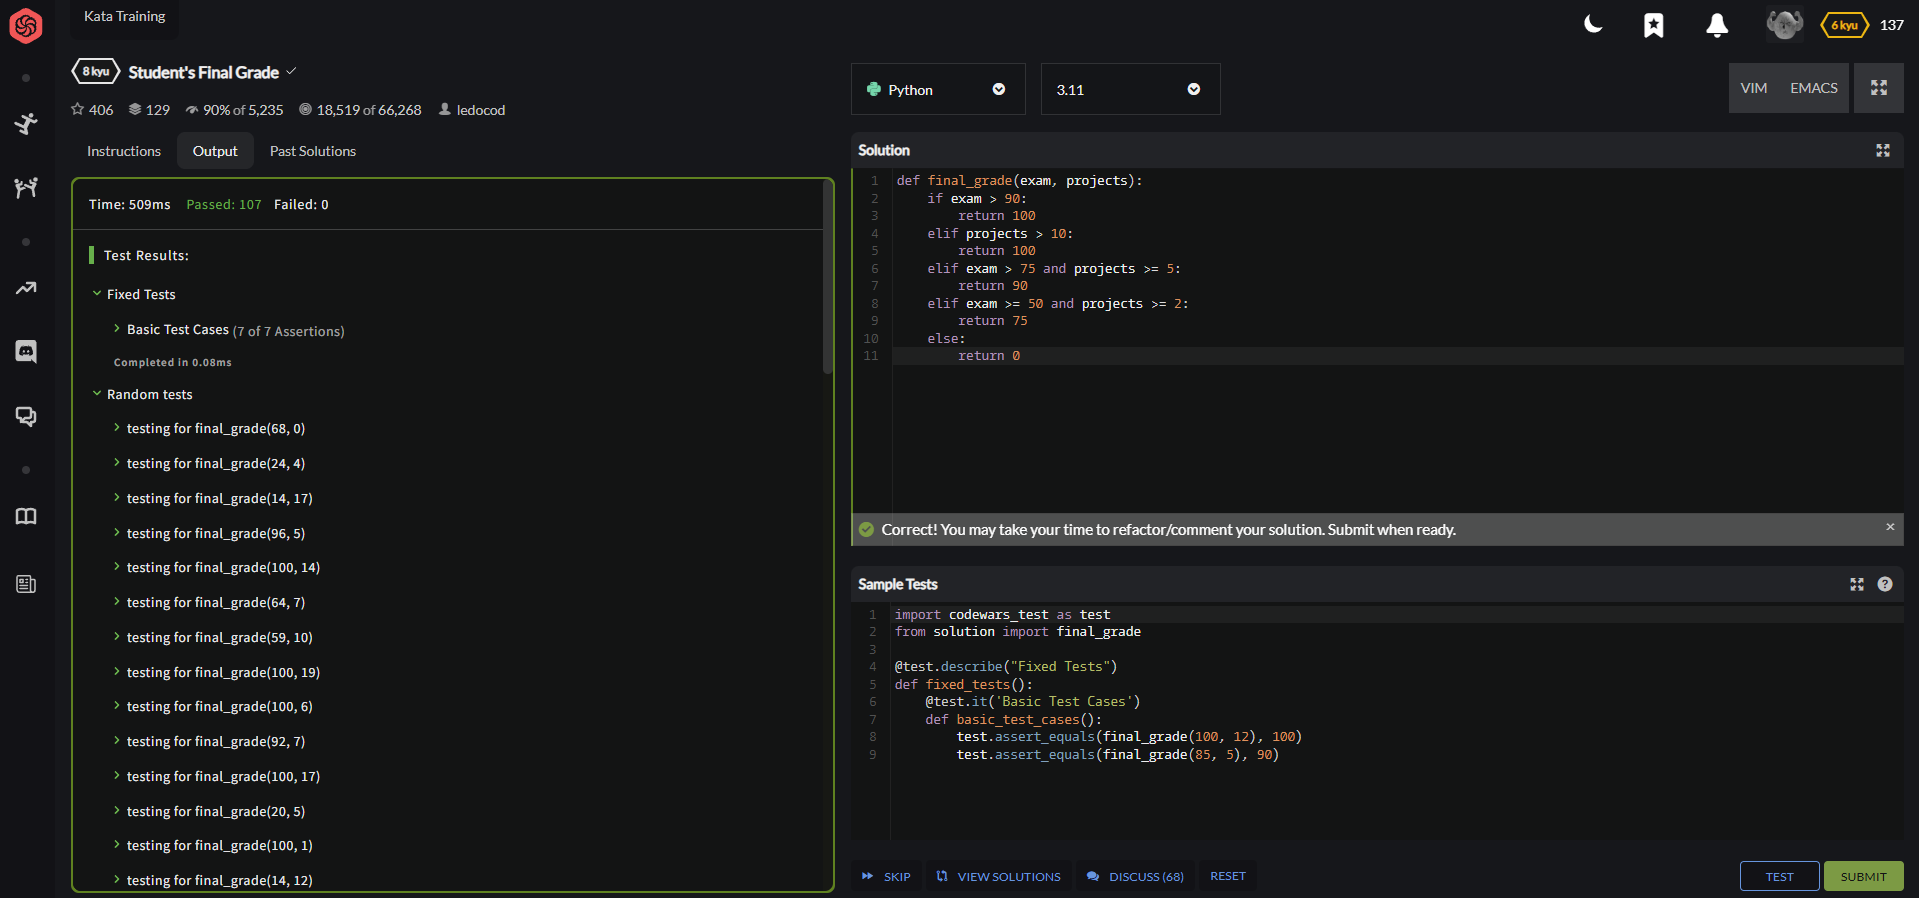 Kata Training
6 kyu 137
8 kyu Student's Final Grade
406 129 90% of 5,235 18,519 of 66,268 ledocod
Instructions Output Past Solutions
Time: 509ms Passed: 107 Failed: 0
Test Results:
Fixed Tests
Basic Test Cases (7 of 7 Assertions)
Completed in 0.08ms
Random tests
testing for final_grade(68, 0)
testing for final_grade(24, 4)
testing for final_grade(14, 17)
testing for final_grade(96, 5)
testing for final_grade(100, 14)
testing for final_grade(64, 7)
testing for final_grade(59, 10)
testing for final_grade(100, 19)
testing for final_grade(100, 6)
testing for final_grade(92, 7)
testing for final_grade(100, 17)
testing for final_grade(20, 5)
testing for final_grade(100, 1)
testing for final_grade(14, 12)
Python 3.11 VIM EMACS
Solution
1 def final_grade(exam, projects):
2     if exam > 90:
3         return 100
4     elif projects > 10:
5         return 100
6     elif exam > 75 and projects >= 5:
7         return 90
8     elif exam >= 50 and projects >= 2:
9         return 75
10     else:
11         return 0
Correct! You may take your time to refactor/comment your solution. Submit when ready. ×
Sample Tests ?
1 import codewars_test as test
2 from solution import final_grade
3
4 @test.describe("Fixed Tests")
5 def fixed_tests():
6     @test.it('Basic Test Cases')
7     def basic_test_cases():
8         test.assert_equals(final_grade(100, 12), 100)
9         test.assert_equals(final_grade(85, 5), 90)
SKIP VIEW SOLUTIONS DISCUSS (68) RESET TEST SUBMIT